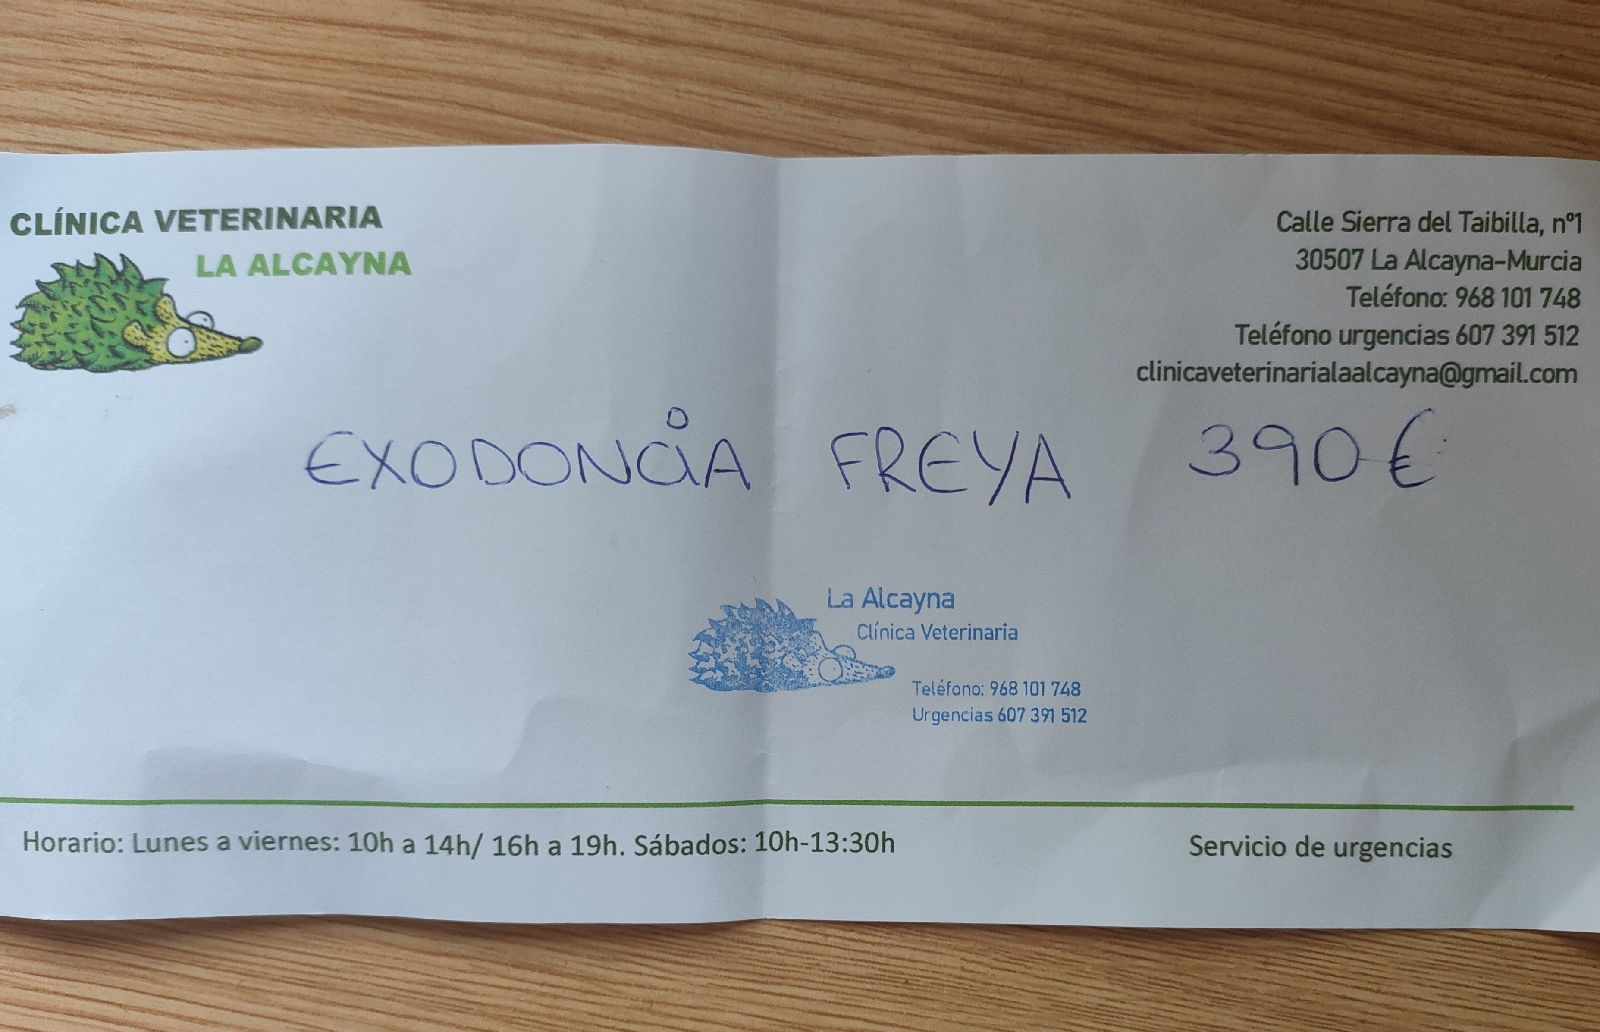 CLÍNICA VETERINARIA
LA ALCAYNA
Calle Sierra del Taibilla, nº1
30507 La Alcayna-Murcia
Teléfono: 968 101 748
Teléfono urgencias 607 391 512
clinicaveterinarialaalcayna@gmail.com
EXODONCIA FREYA 390€
La Alcayna
Clínica Veterinaria
Teléfono: 968 101 748
Urgencias 607 391 512
Horario: Lunes a viernes: 10h a 14h/ 16h a 19h. Sábados: 10h-13:30h Servicio de urgencias